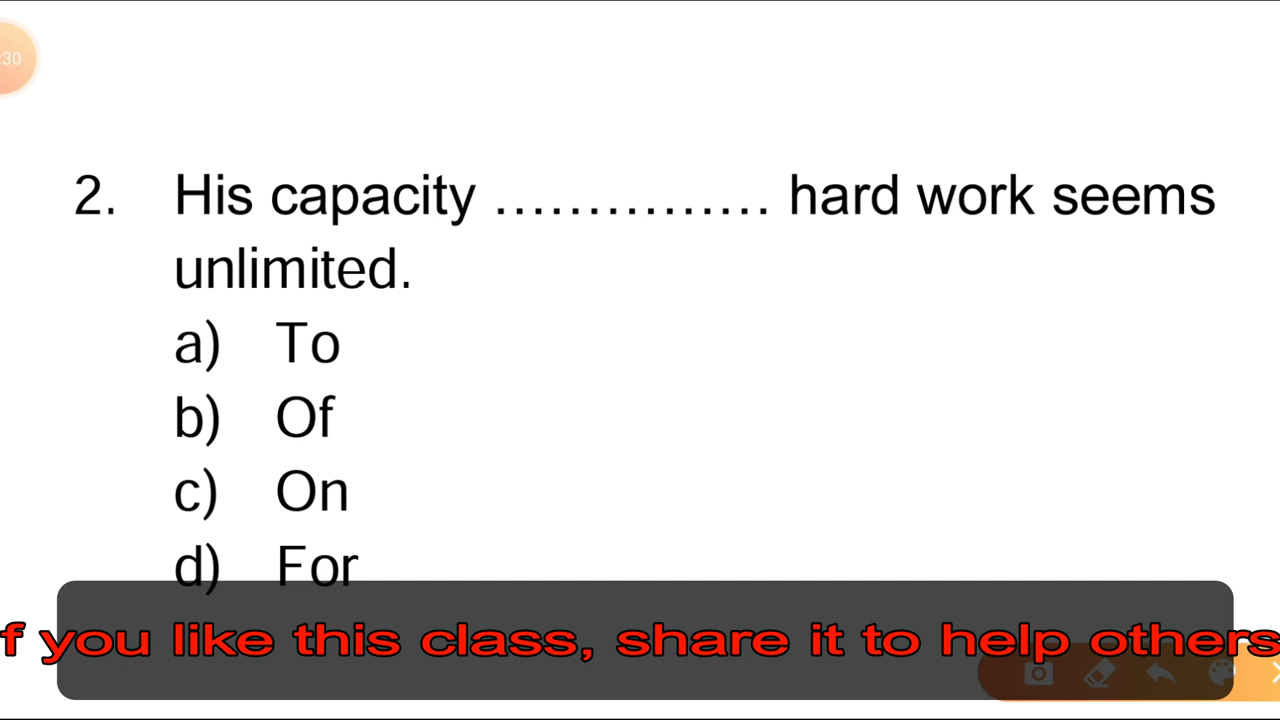 :30
2. His capacity ............... hard work seems
unlimited.
a) To
b) Of
c) On
d) For
f you like this class, share it to help others